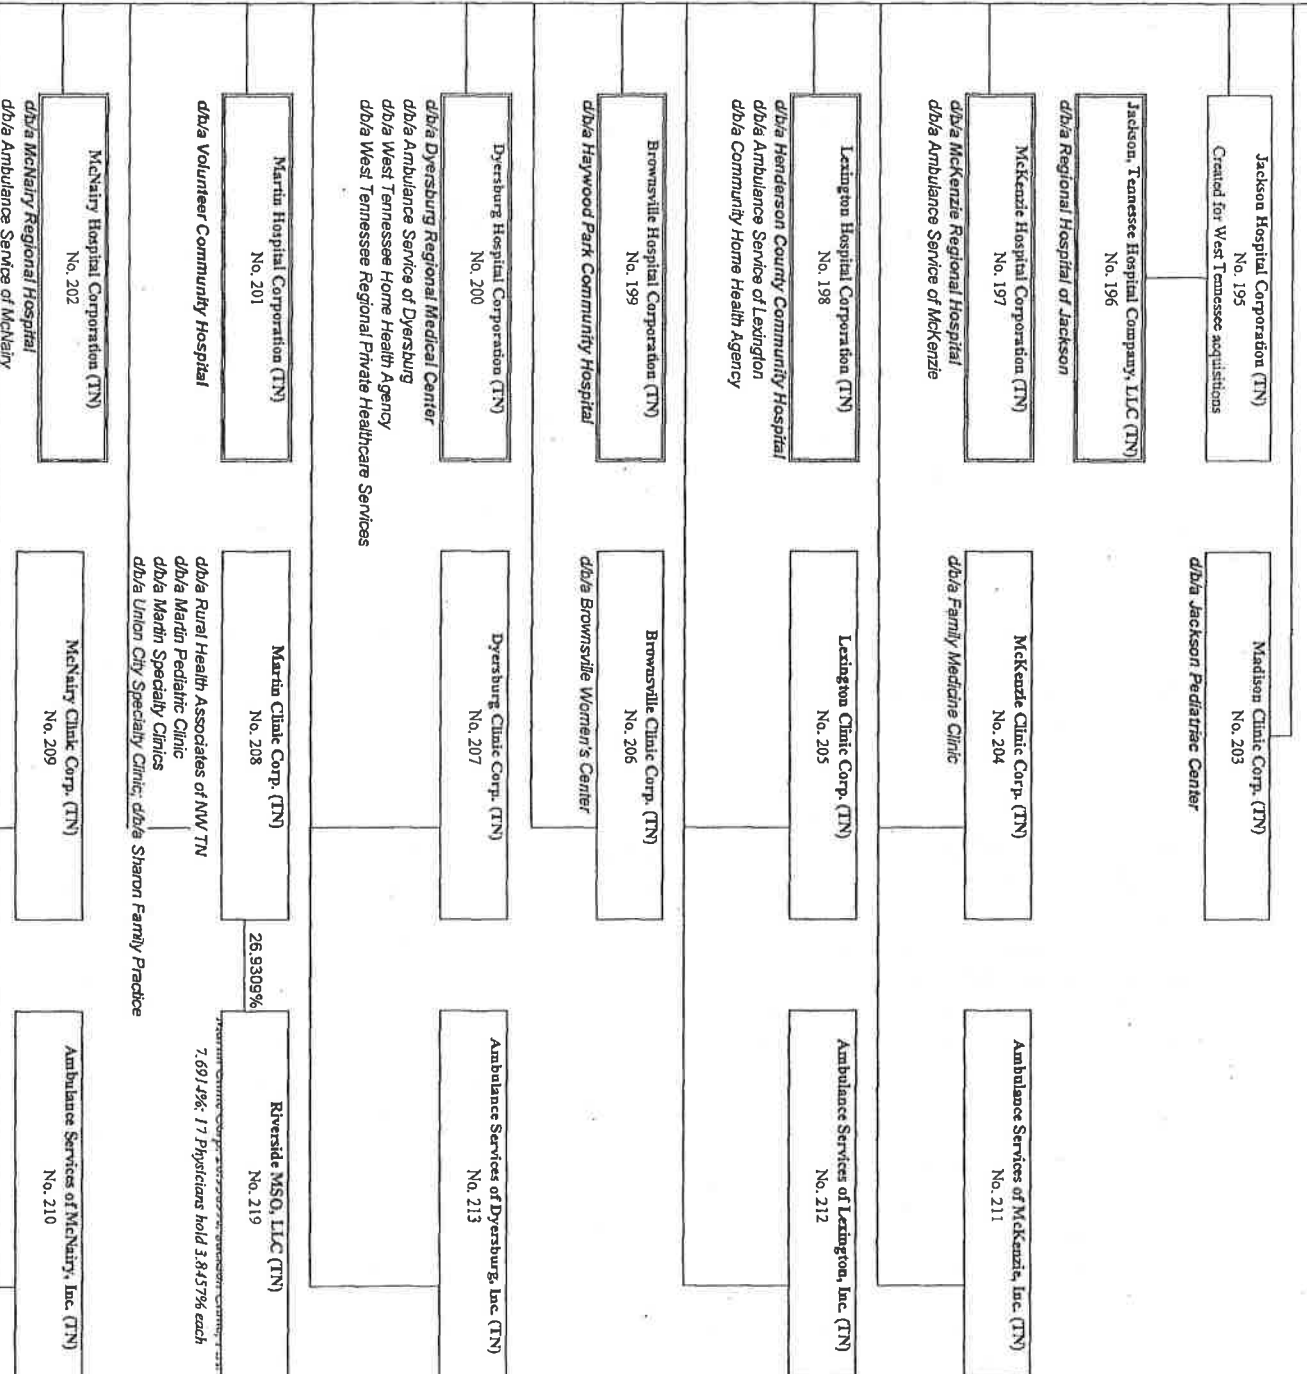 Jackson Hospital Corporation (TN)
No. 195
Created for West Tennessee acquisitions
Jackson, Tennessee Hospital Company, LLC (TN)
No. 196
d/b/a Regional Hospital of Jackson
McKenzie Hospital Corporation (TN)
No. 197
d/b/a McKenzie Regional Hospital
d/b/a Ambulance Service of McKenzie
Lexington Hospital Corporation (TN)
No. 198
d/b/a Henderson County Community Hospital
d/b/a Ambulance Service of Lexington
d/b/a Community Home Health Agency
Brownsville Hospital Corporation (TN)
No. 199
d/b/a Haywood Park Community Hospital
Dyersburg Hospital Corporation (TN)
No. 200
d/b/a Dyersburg Regional Medical Center
d/b/a Ambulance Service of Dyersburg
d/b/a West Tennessee Home Health Agency
d/b/a West Tennessee Regional Private Healthcare Services
Martin Hospital Corporation (TN)
No. 201
d/b/a Volunteer Community Hospital
McNairy Hospital Corporation (TN)
No. 202
d/b/a McNairy Regional Hospital
d/b/a Ambulance Service of McNairy
Madison Clinic Corp. (TN)
No. 203
d/b/a Jackson Pediatriac Center
McKenzie Clinic Corp. (TN)
No. 204
d/b/a Family Medicine Clinic
Lexington Clinic Corp. (TN)
No. 205
Brownsville Clinic Corp. (TN)
No. 206
d/b/a Brownsville Women's Center
Dyersburg Clinic Corp. (TN)
No. 207
Martin Clinic Corp. (TN)
No. 208
d/b/a Rural Health Associates of NW TN
d/b/a Martin Pediatric Clinic
d/b/a Martin Specialty Clinics
d/b/a Union City Specialty Clinic; d/b/a Sharon Family Practice
McNairy Clinic Corp. (TN)
No. 209
Ambulance Services of McKenzie, Inc. (TN)
No. 211
Ambulance Services of Lexington, Inc. (TN)
No. 212
Ambulance Services of Dyersburg, Inc. (TN)
No. 213
26.9309%
Riverside MSO, LLC (TN)
No. 219
7.6914%; 17 Physicians hold 3.8457% each
Ambulance Services of McNairy, Inc. (TN)
No. 210